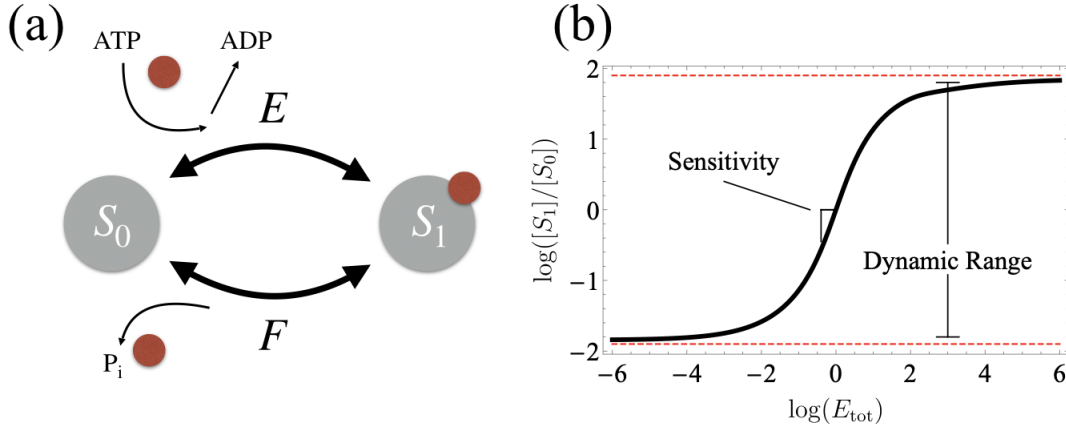 (a)
ATP
ADP
E
S₀
S₁
F
Pᵢ
(b)
log([S₁]/[S₀])
2
1
0
−1
−2
Sensitivity
Dynamic Range
−6 −4 −2 0 2 4 6
log(E_tot)